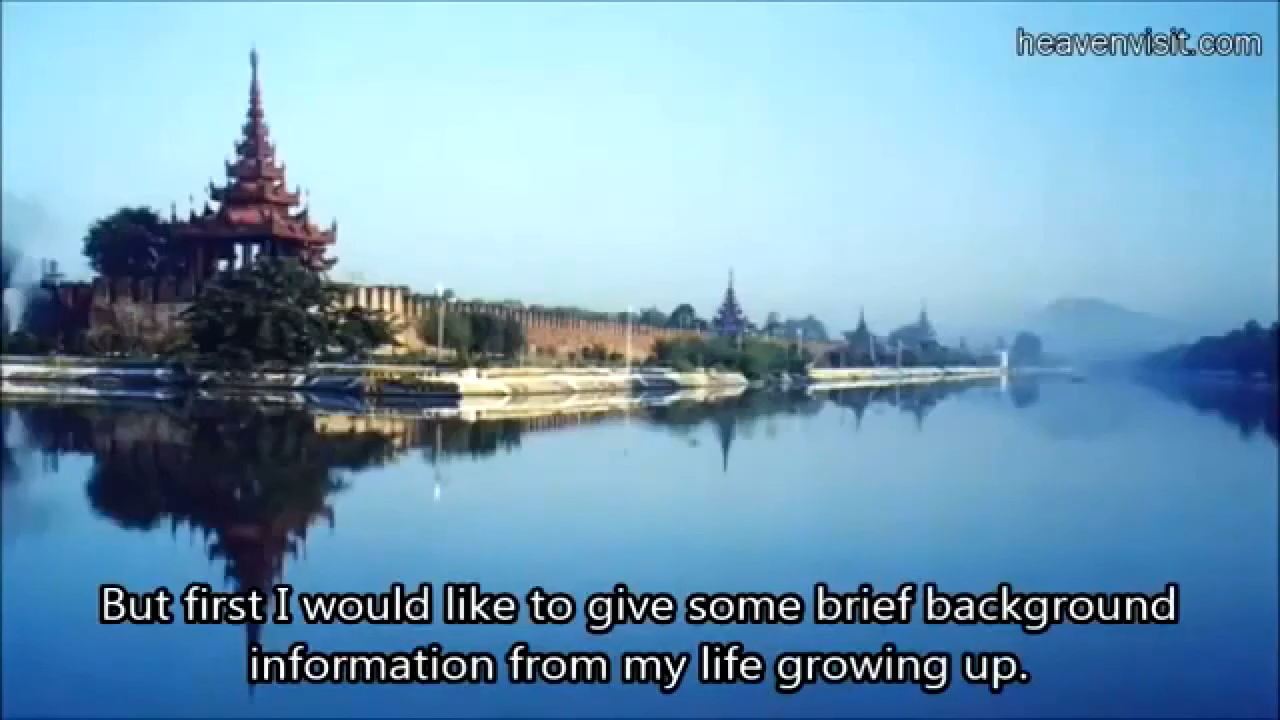 heavenvisit.com
But first I would like to give some brief background
information from my life growing up.